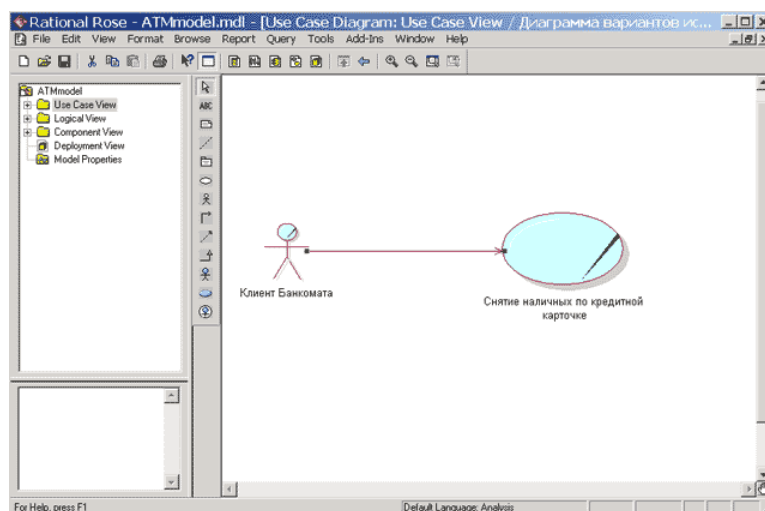 Rational Rose - ATMmodel.mdl - [Use Case Diagram: Use Case View / Диаграмма вариантов ис...
File Edit View Format Browse Report Query Tools Add-Ins Window Help
ATMmodel
Use Case View
Logical View
Component View
Deployment View
Model Properties
ABC
Клиент Банкомата
Снятие наличных по кредитной
карточке
For Help, press F1
Default Language: Analysis